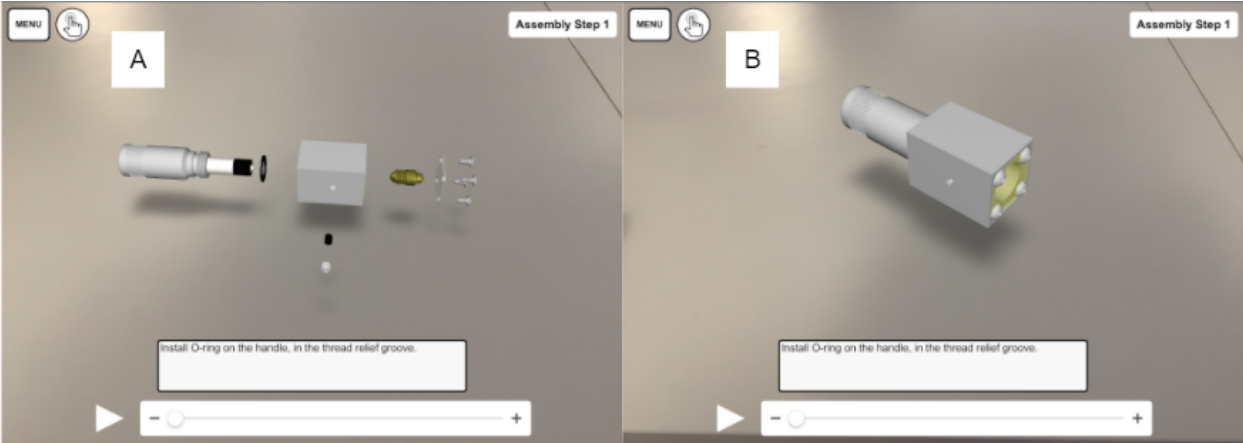 MENU
Assembly Step 1
A
Install O-ring on the handle, in the thread relief groove.
−
+
MENU
Assembly Step 1
B
Install O-ring on the handle, in the thread relief groove.
−
+